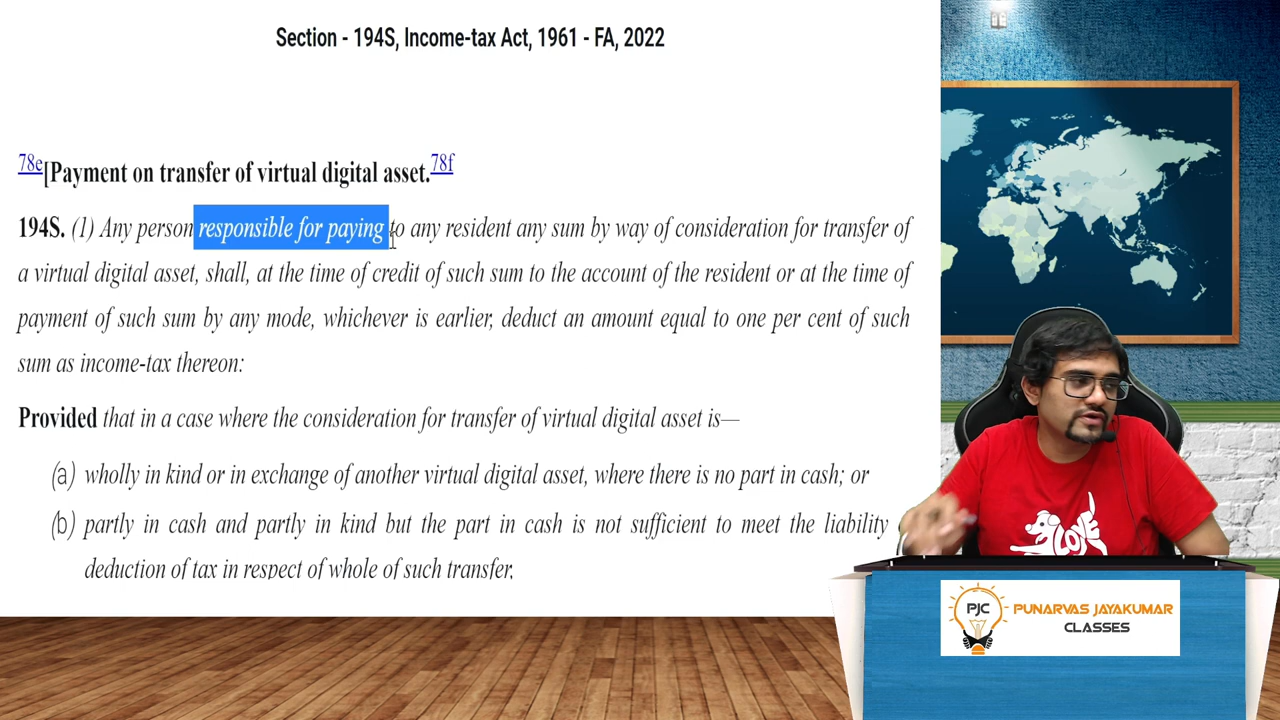 Section - 194S, Income-tax Act, 1961 - FA, 2022
78e[Payment on transfer of virtual digital asset.78f
194S. (1) Any person responsible for paying to any resident any sum by way of consideration for transfer of
a virtual digital asset, shall, at the time of credit of such sum to the account of the resident or at the time of
payment of such sum by any mode, whichever is earlier, deduct an amount equal to one per cent of such
sum as income-tax thereon:
Provided that in a case where the consideration for transfer of virtual digital asset is—
(a) wholly in kind or in exchange of another virtual digital asset, where there is no part in cash; or
(b) partly in cash and partly in kind but the part in cash is not sufficient to meet the liability
deduction of tax in respect of whole of such transfer,
LOVE
PJC
PUNARVAS JAYAKUMAR
CLASSES